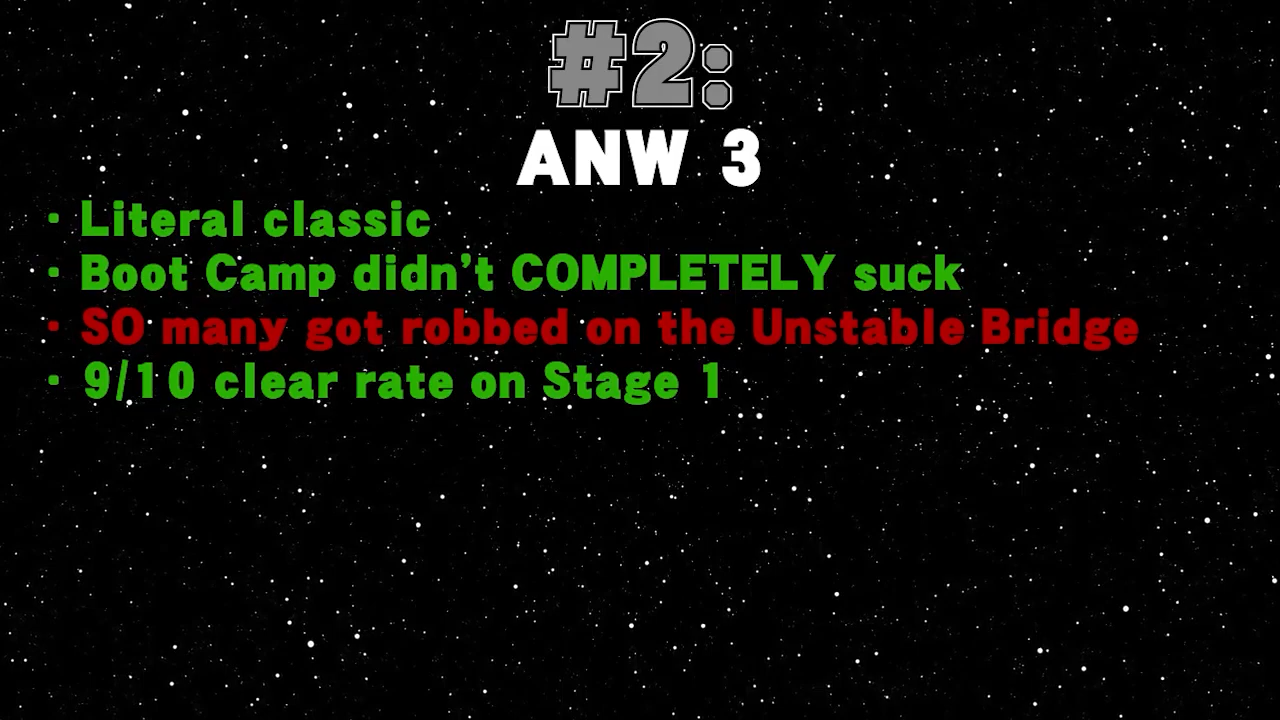 #2:
ANW 3
· Literal classic
· Boot Camp didn't COMPLETELY suck
· SO many got robbed on the Unstable Bridge
· 9/10 clear rate on Stage 1